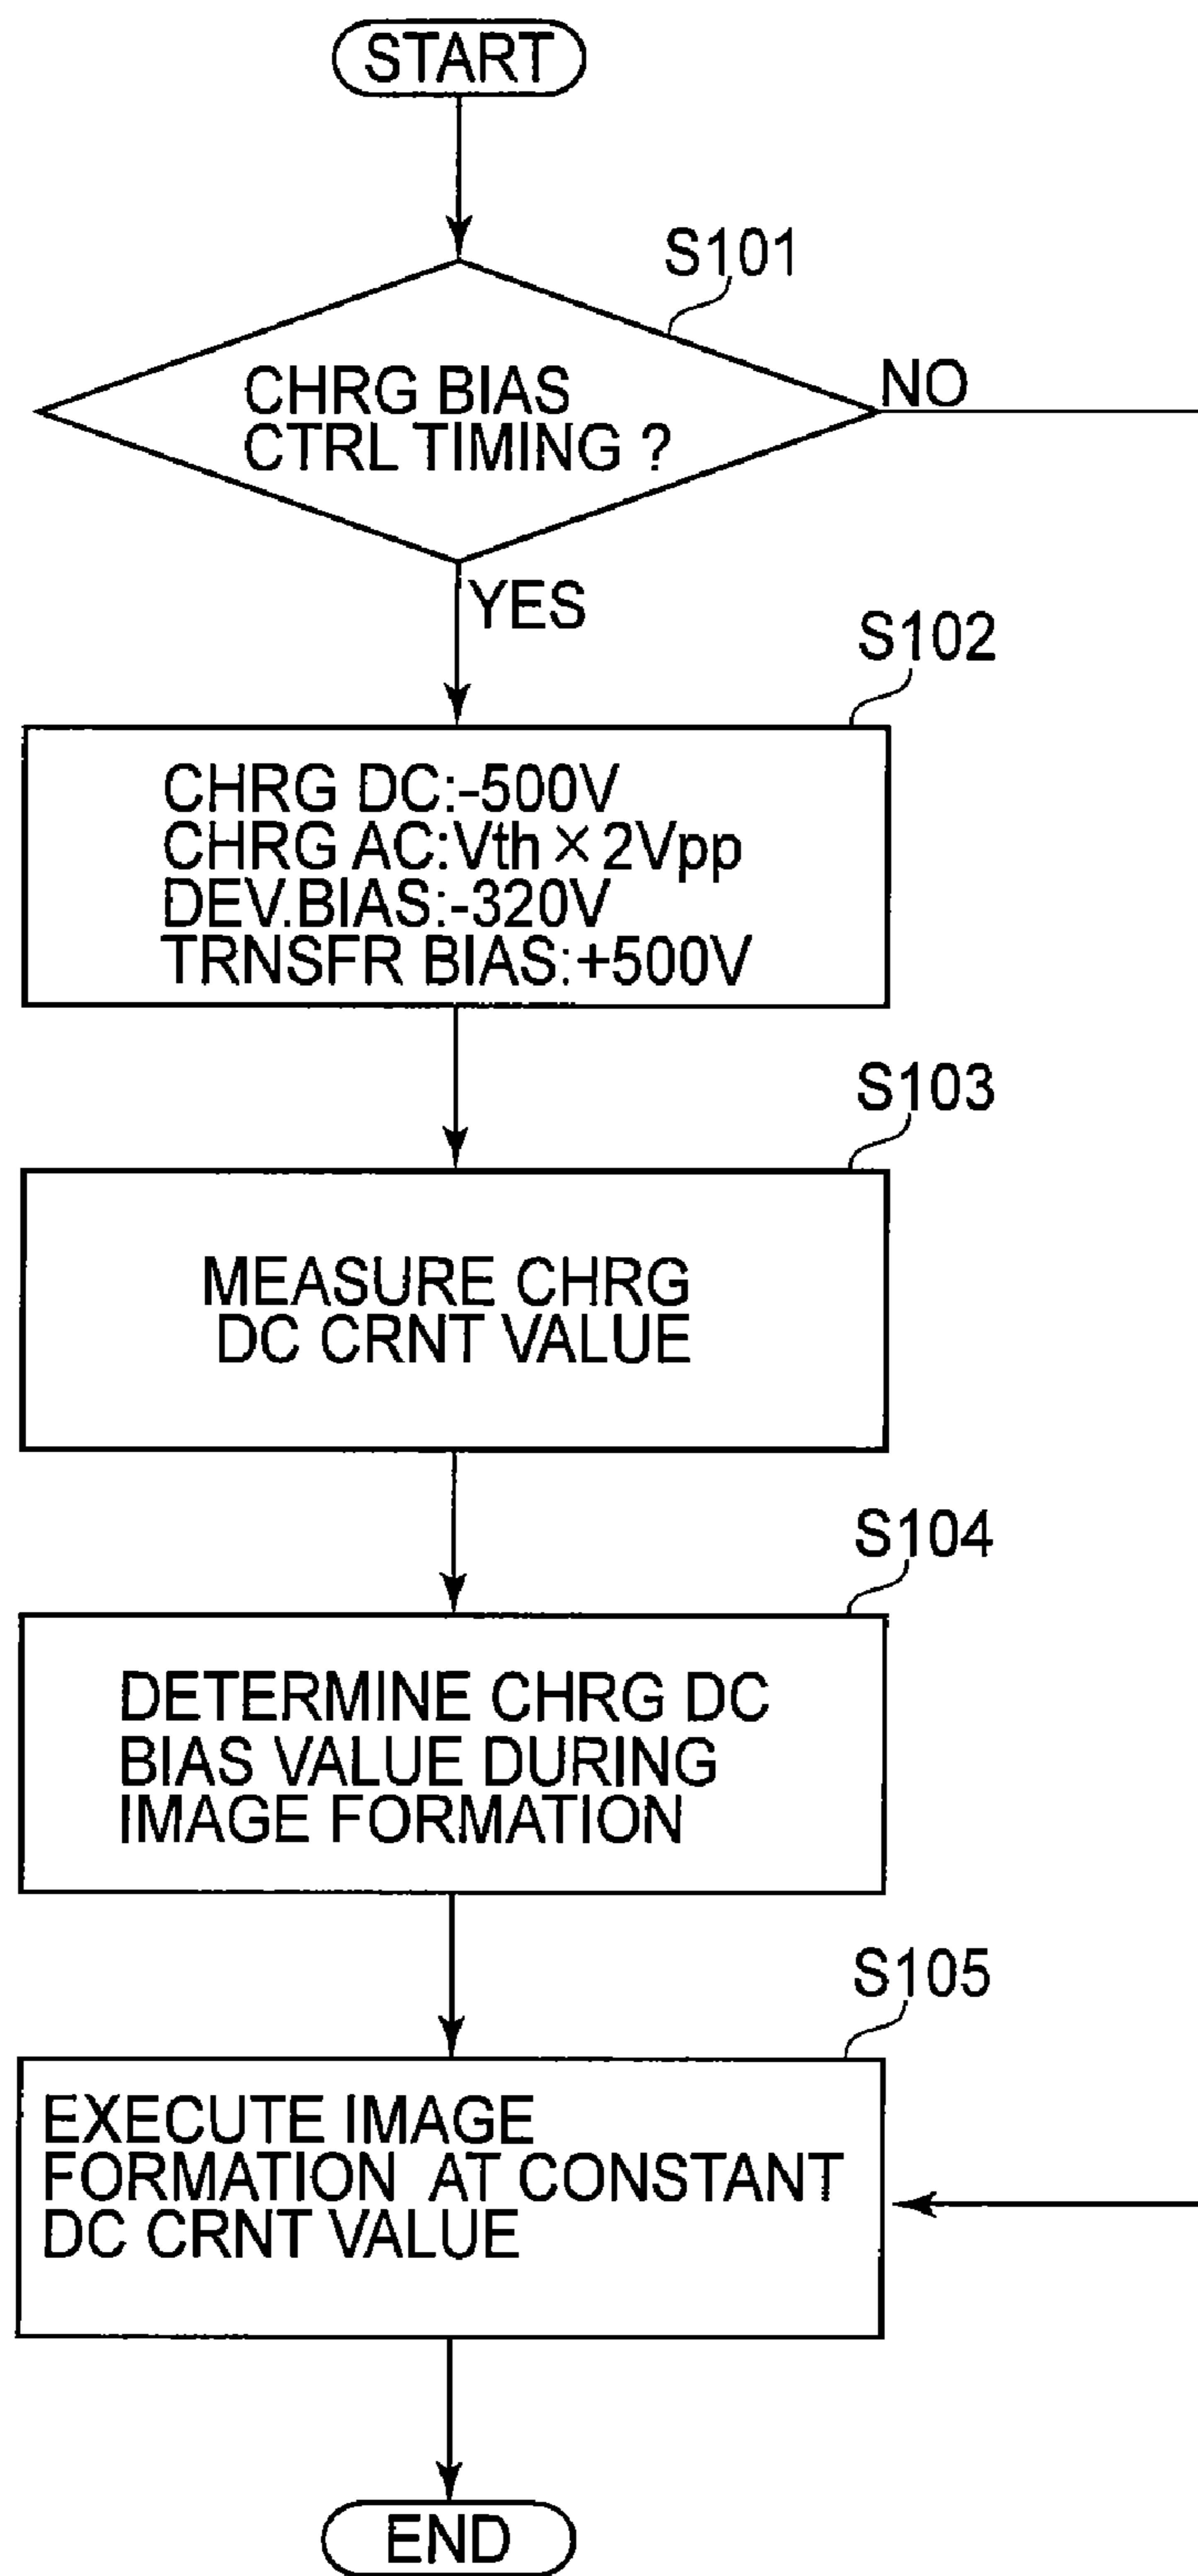 START
S101
CHRG BIAS
CTRL TIMING ?
NO
YES
S102
CHRG DC:-500V
CHRG AC:Vth×2Vpp
DEV.BIAS:-320V
TRNSFR BIAS:+500V
S103
MEASURE CHRG
DC CRNT VALUE
S104
DETERMINE CHRG DC
BIAS VALUE DURING
IMAGE FORMATION
S105
EXECUTE IMAGE
FORMATION AT CONSTANT
DC CRNT VALUE
END